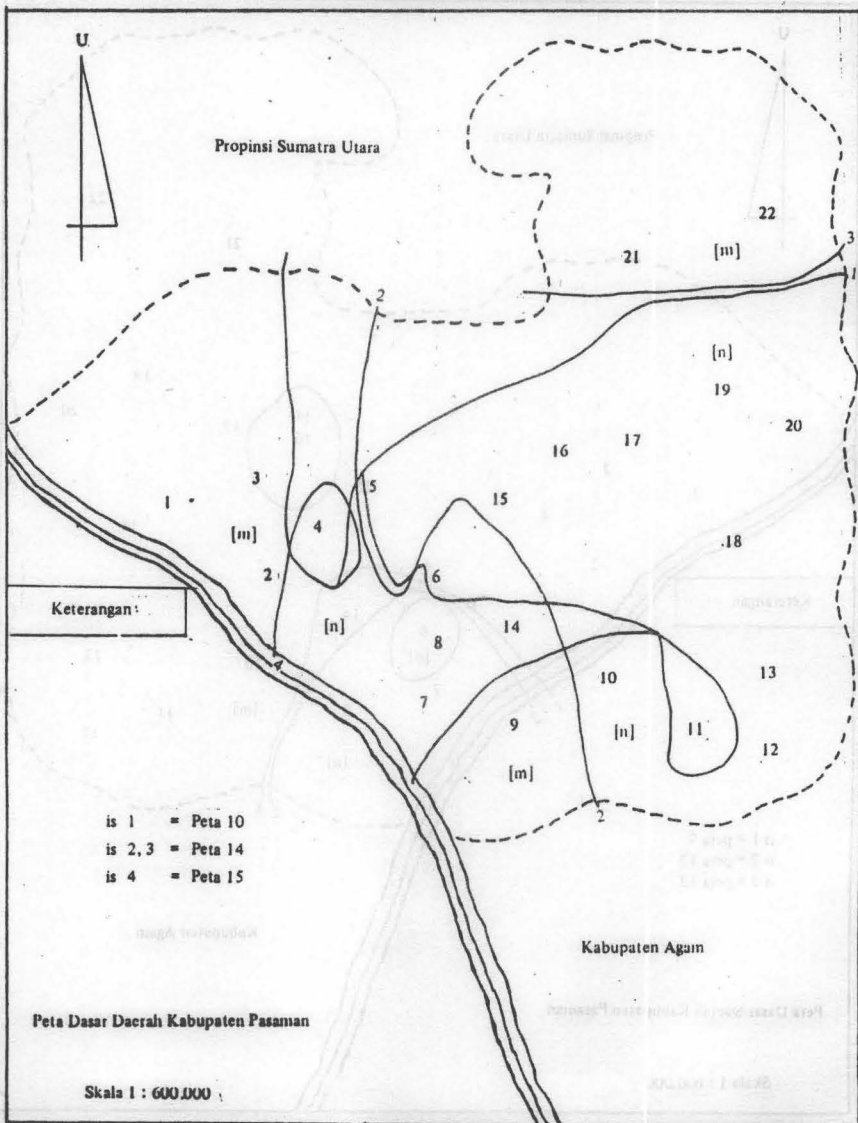 U
Propinsi Sumatra Utara
22
21
[m]
3
1
2
[n]
19
20
17
16
3
5
15
1
4
[m]
18
2
6
Keterangan :
[n]
14
8
4
10
13
7
9
11
[n]
12
[m]
2
is 1 = Peta 10
is 2, 3 = Peta 14
is 4 = Peta 15
Kabupaten Agam
Peta Dasar Daerah Kabupaten Pasaman
Skala 1 : 600.000